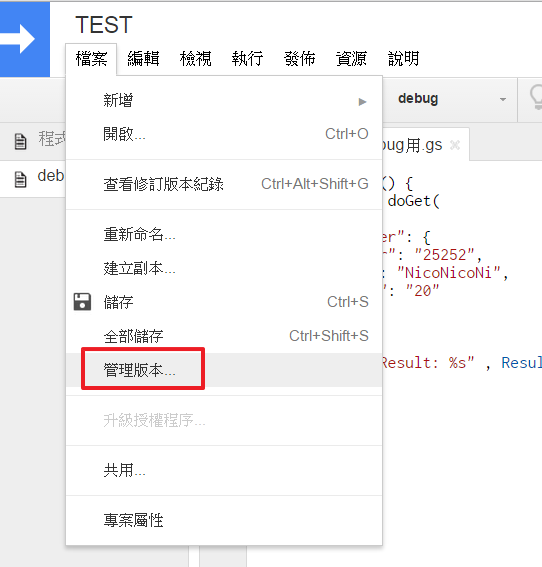 TEST
檔案 編輯 檢視 執行 發佈 資源 說明
新增
debug
開啟... Ctrl+O
程式
bug用.gs
deb
查看修訂版本紀錄 Ctrl+Alt+Shift+G
() {
doGet(
重新命名...
er": {
r": "25252",
建立副本...
: "NicoNicoNi",
": "20"
儲存 Ctrl+S
全部儲存 Ctrl+Shift+S
管理版本...
Result: %s" , Resul
升級授權程序...
共用...
專案屬性